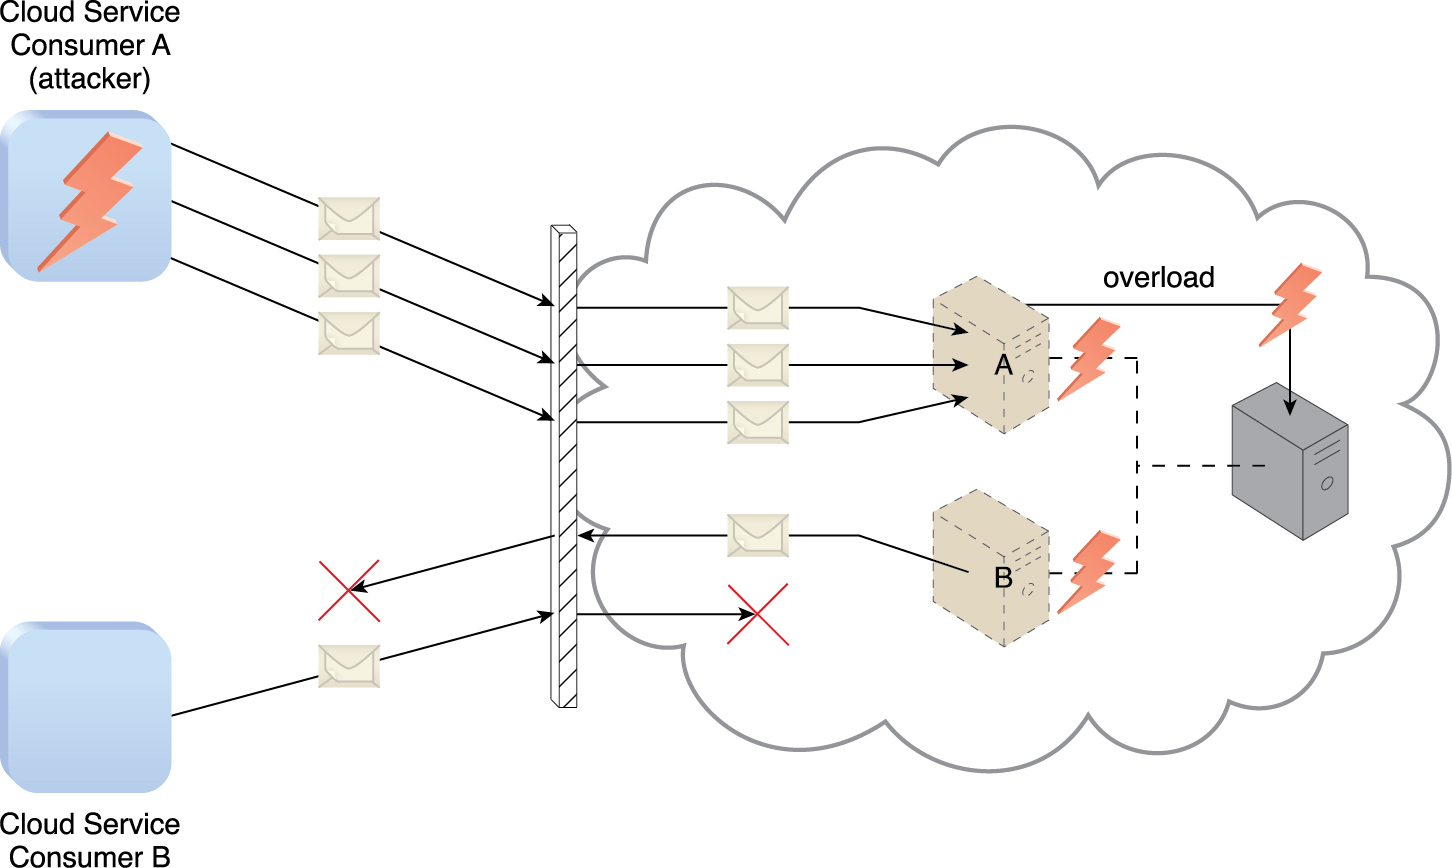 Cloud Service
Consumer A
(attacker)
overload
A
B
Cloud Service
Consumer B